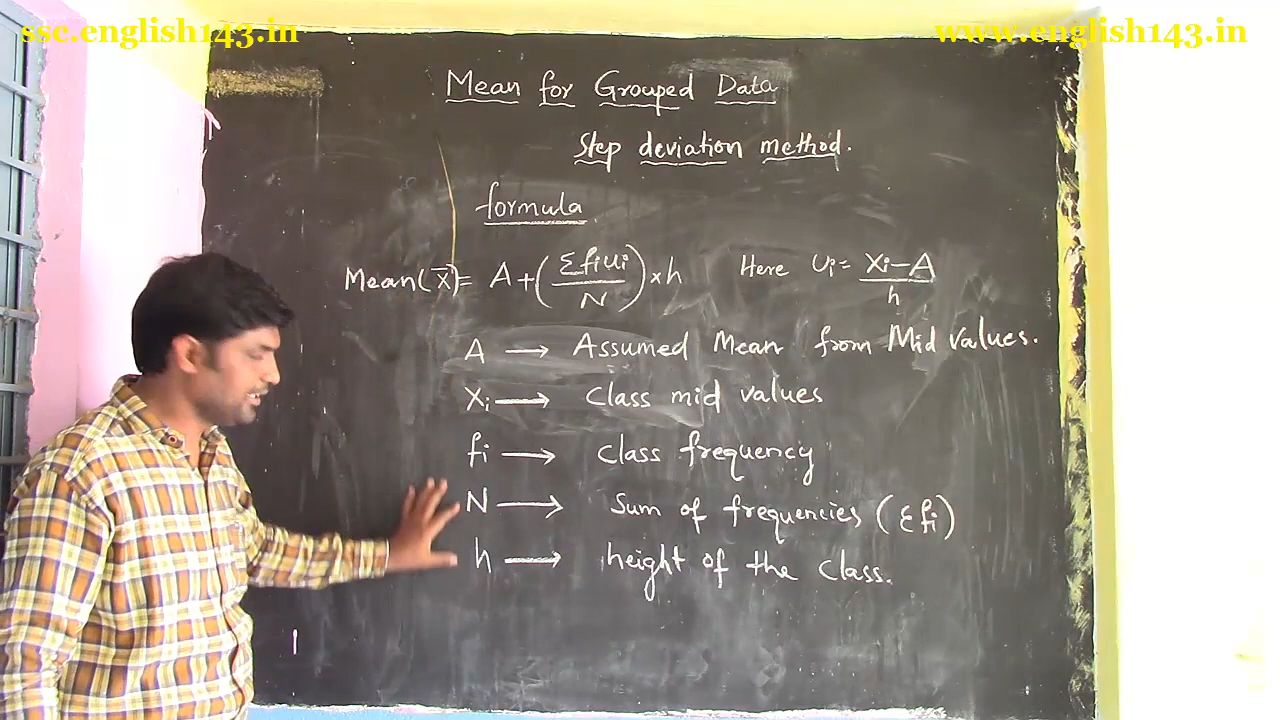 ssc.english143.in
www.english143.in
Mean for Grouped Data
Step deviation method.
formula
Mean(x̄)= A+(Σfiui/N)×h Here Ui= Xi-A/h
A → Assumed Mean from Mid values.
Xi → Class mid values
fi → Class frequency
N → Sum of frequencies (Σfi)
h → height of the class.